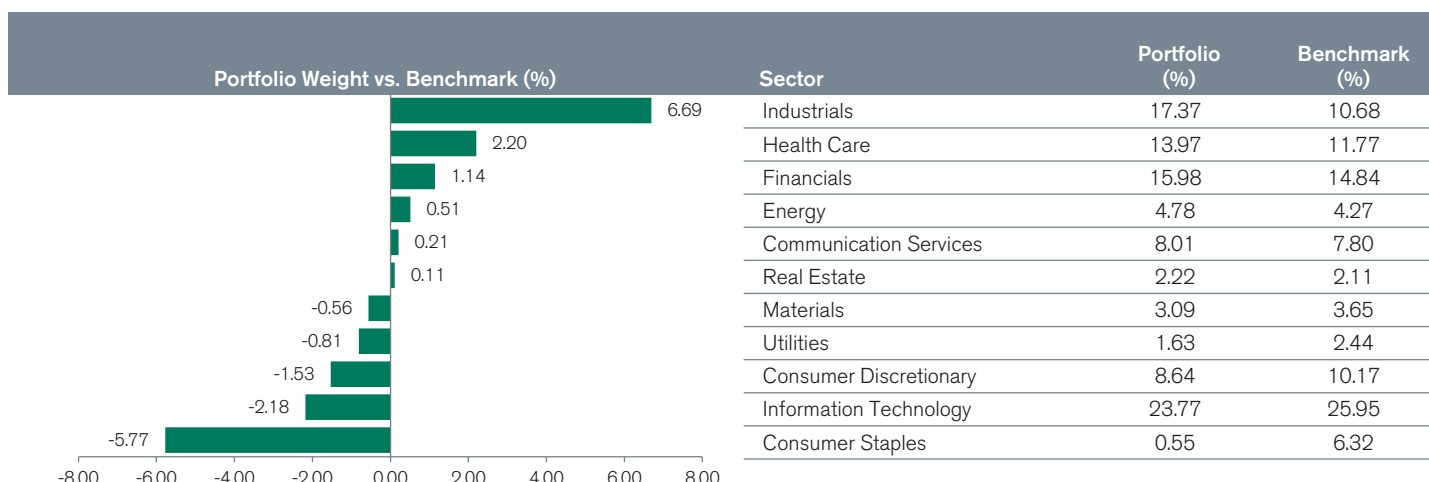 Portfolio Weight vs. Benchmark (%)
Sector
Portfolio
(%)
Benchmark
(%)
6.69
Industrials 17.37 10.68
2.20
Health Care 13.97 11.77
1.14
Financials 15.98 14.84
0.51
Energy 4.78 4.27
0.21
Communication Services 8.01 7.80
0.11
Real Estate 2.22 2.11
-0.56
Materials 3.09 3.65
-0.81
Utilities 1.63 2.44
-1.53
Consumer Discretionary 8.64 10.17
-2.18
Information Technology 23.77 25.95
-5.77
Consumer Staples 0.55 6.32
-8.00 -6.00 -4.00 -2.00 0.00 2.00 4.00 6.00 8.00